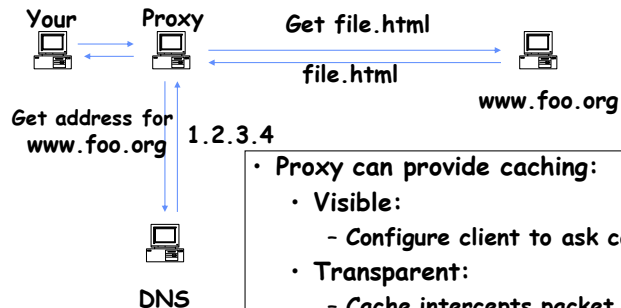 Your Proxy Get file.html
file.html
www.foo.org
Get address for
www.foo.org 1.2.3.4
• Proxy can provide caching:
• Visible:
– Configure client to ask
• Transparent:
– Cache intercepts packet
DNS